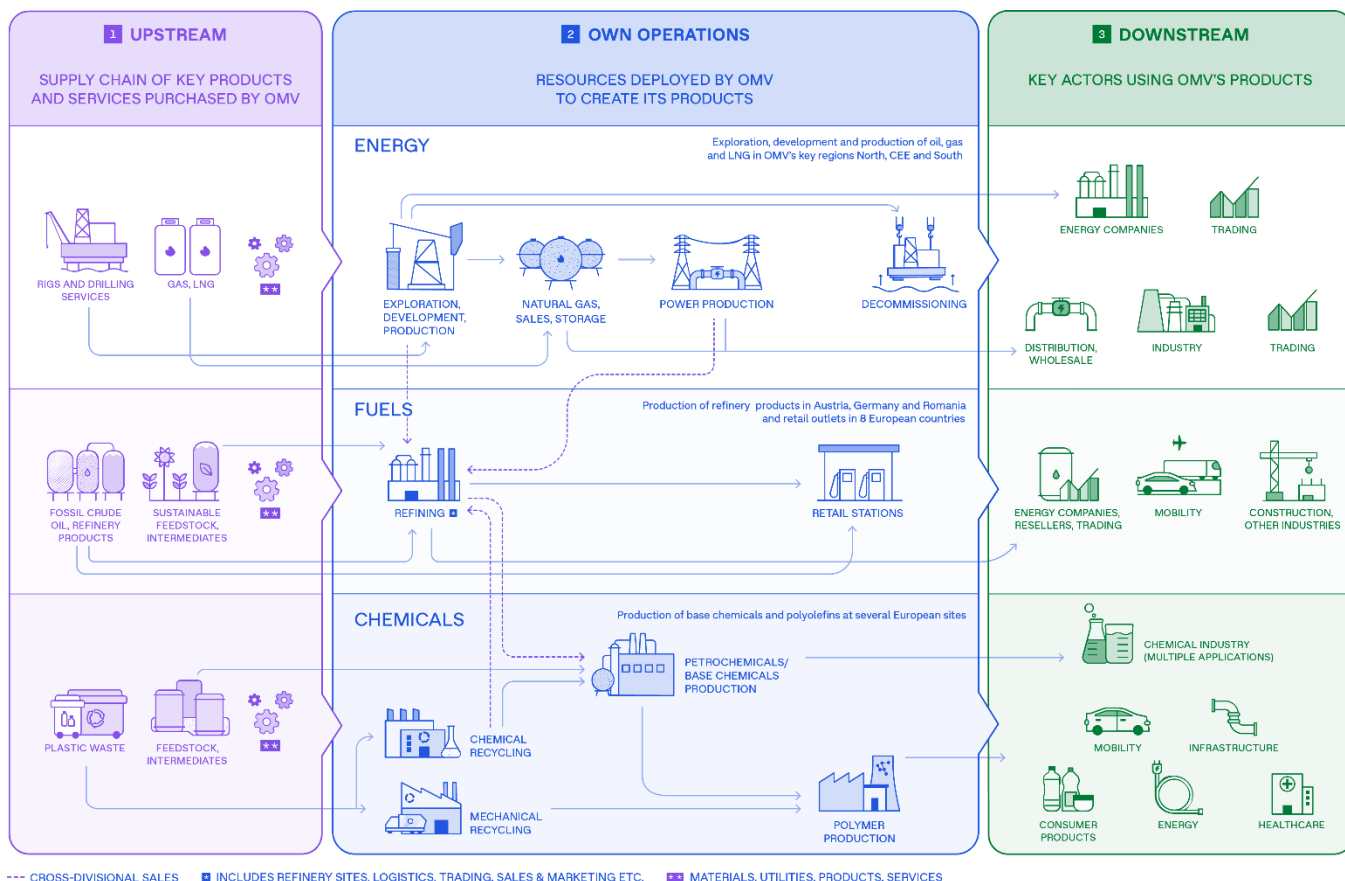 1 UPSTREAM
SUPPLY CHAIN OF KEY PRODUCTS
AND SERVICES PURCHASED BY OMV
2 OWN OPERATIONS
RESOURCES DEPLOYED BY OMV
TO CREATE ITS PRODUCTS
3 DOWNSTREAM
KEY ACTORS USING OMV'S PRODUCTS
ENERGY
Exploration, development and production of oil, gas
and LNG in OMV's key regions North, CEE and South
RIGS AND DRILLING
SERVICES
GAS, LNG
**
EXPLORATION,
DEVELOPMENT,
PRODUCTION
NATURAL GAS,
SALES, STORAGE
POWER PRODUCTION
DECOMMISSIONING
ENERGY COMPANIES
TRADING
DISTRIBUTION,
WHOLESALE
INDUSTRY
TRADING
FUELS
Production of refinery products in Austria, Germany and Romania
and retail outlets in 8 European countries
FOSSIL CRUDE
OIL, REFINERY
PRODUCTS
SUSTAINABLE
FEEDSTOCK,
INTERMEDIATES
**
REFINING *
RETAIL STATIONS
ENERGY COMPANIES,
RESELLERS, TRADING
MOBILITY
CONSTRUCTION,
OTHER INDUSTRIES
CHEMICALS
Production of base chemicals and polyolefins at several European sites
PLASTIC WASTE
FEEDSTOCK,
INTERMEDIATES
**
PETROCHEMICALS/
BASE CHEMICALS
PRODUCTION
CHEMICAL
RECYCLING
MECHANICAL
RECYCLING
POLYMER
PRODUCTION
CHEMICAL INDUSTRY
(MULTIPLE APPLICATIONS)
MOBILITY
INFRASTRUCTURE
CONSUMER
PRODUCTS
ENERGY
HEALTHCARE
--- CROSS-DIVISIONAL SALES
* INCLUDES REFINERY SITES, LOGISTICS, TRADING, SALES & MARKETING ETC.
** MATERIALS, UTILITIES, PRODUCTS, SERVICES